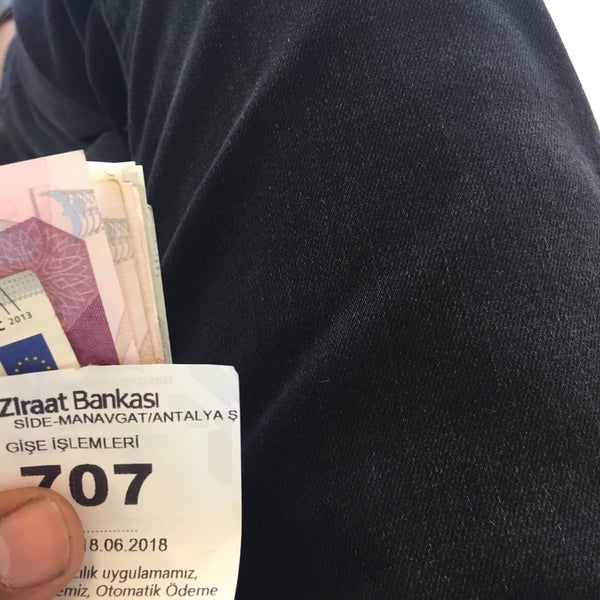 2013
Ziraat Bankası
SİDE-MANAVGAT/ANTALYA Ş
GİŞE İŞLEMLERİ
707
18.06.2018
uygulamamız,
Otomatik Ödeme